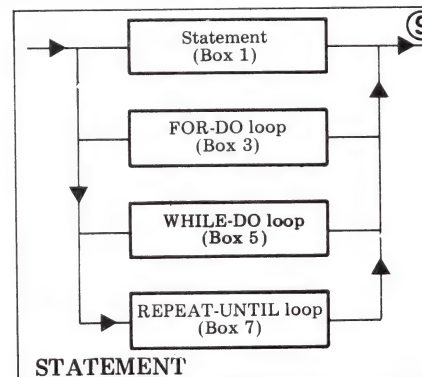 S
Statement
(Box 1)
FOR-DO loop
(Box 3)
WHILE-DO loop
(Box 5)
REPEAT-UNTIL loop
(Box 7)
STATEMENT